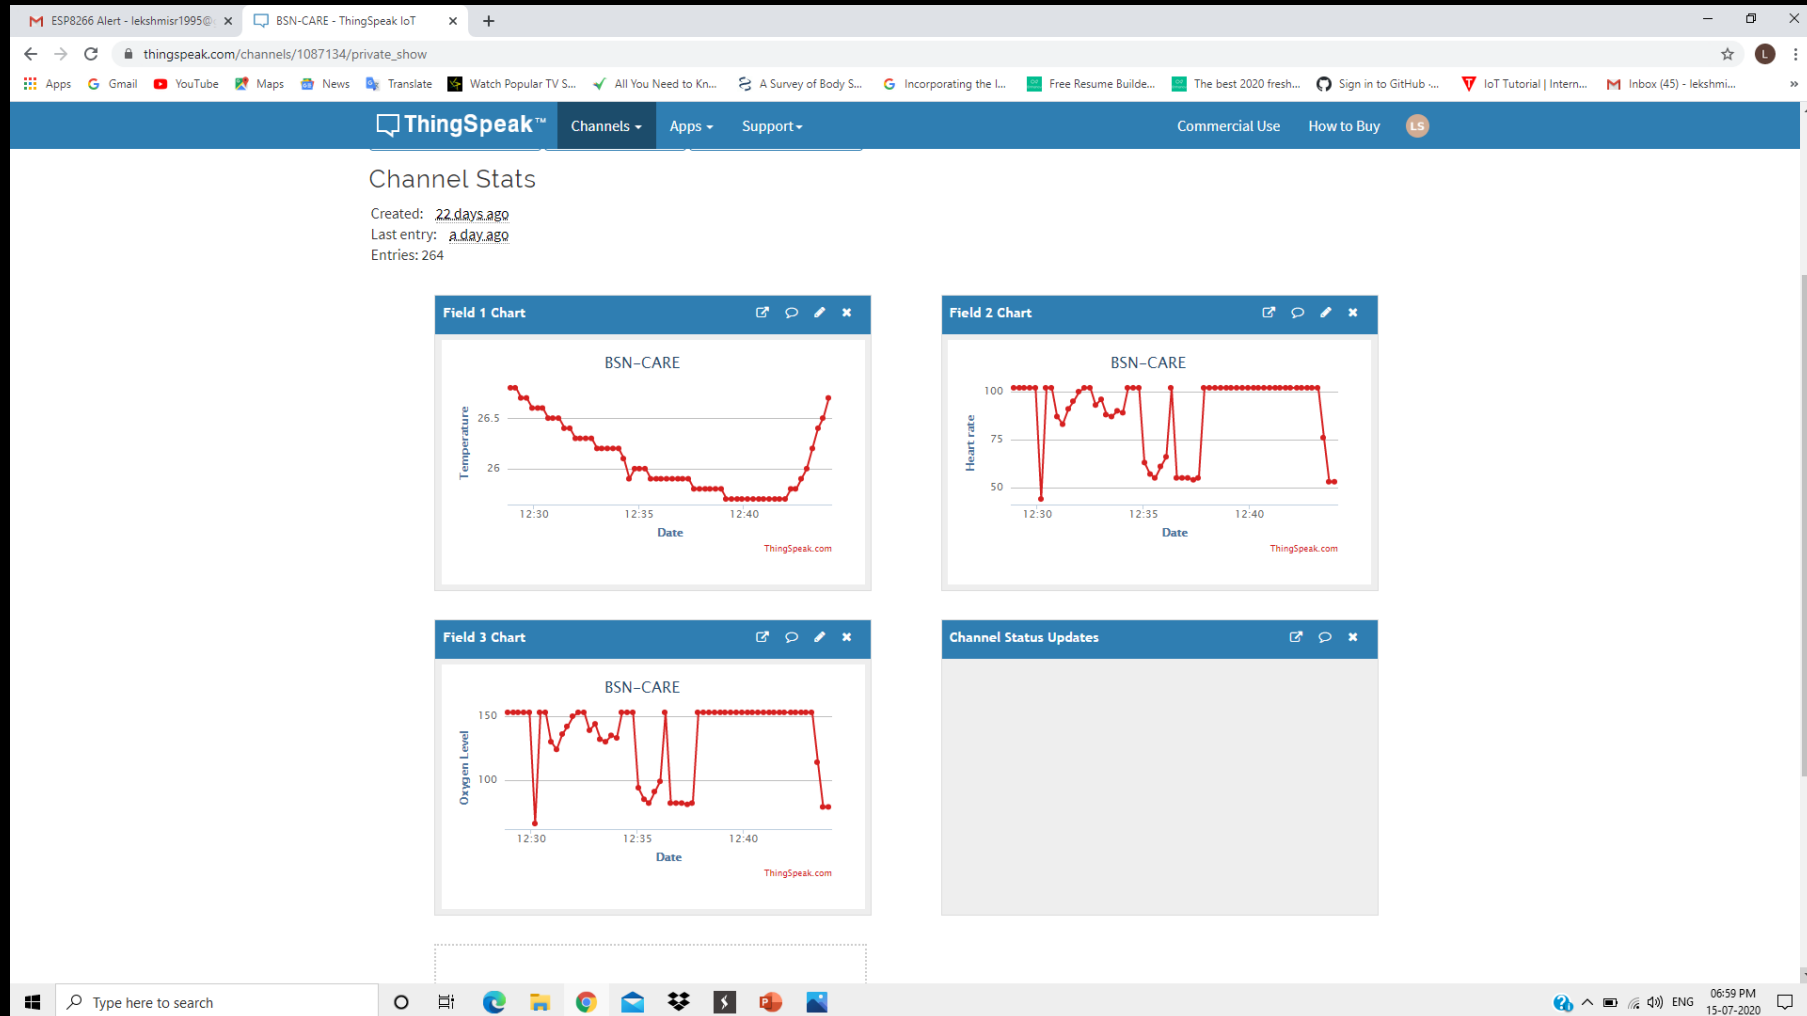 ESP8266 Alert - lekshmisr1995@
BSN-CARE - ThingSpeak IoT
thingspeak.com/channels/1087134/private_show
L
Apps
Gmail
YouTube
Maps
News
Translate
Watch Popular TV S...
All You Need to Kn...
A Survey of Body S...
Incorporating the I...
Free Resume Builde...
The best 2020 fresh...
Sign in to GitHub ·...
IoT Tutorial | Intern...
Inbox (45) - lekshmi...
ThingSpeak™
Channels
Apps
Support
Commercial Use
How to Buy
LS
Channel Stats
Created: 22 days ago
Last entry: a day ago
Entries: 264
Field 1 Chart
BSN-CARE
Temperature
26.5
26
12:30 12:35 12:40
Date
ThingSpeak.com
Field 2 Chart
BSN-CARE
Heart rate
100
75
50
12:30 12:35 12:40
Date
ThingSpeak.com
Field 3 Chart
BSN-CARE
Oxygen Level
150
100
12:30 12:35 12:40
Date
ThingSpeak.com
Channel Status Updates
Type here to search
ENG
06:59 PM
15-07-2020